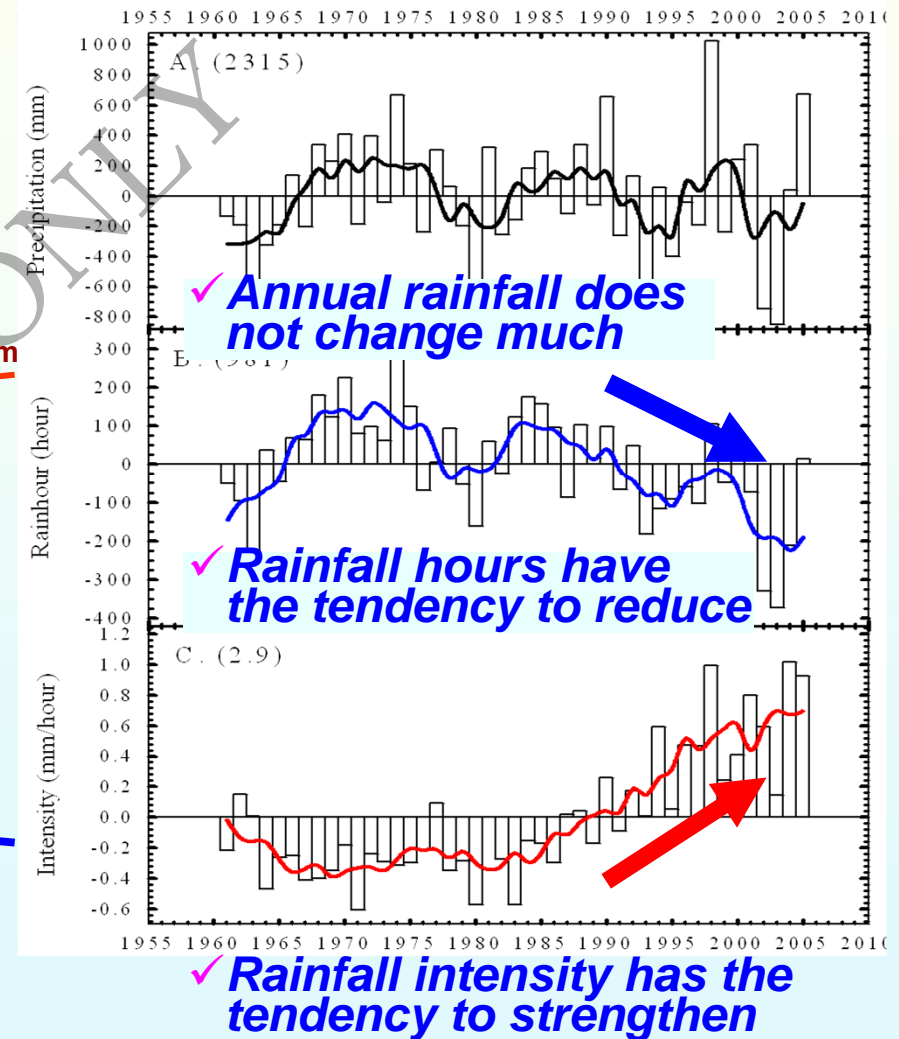 1955 1960 1965 1970 1975 1980 1985 1990 1995 2000 2005
ONLY
Precipitation (mm)
1000
800
600
400
200
0
-200
-400
-600
-800
A. (2315)
✓ Annual rainfall does
not change much
m
Rainhour (hour)
300
200
100
0
-100
-200
-300
-400
✓ Rainfall hours have
the tendency to reduce
Intensity (mm/hour)
1.2
1.0
0.8
0.6
0.4
0.2
0.0
-0.2
-0.4
-0.6
C. (2.9)
1955 1960 1965 1970 1975 1980 1985 1990 1995 2000 2005
✓ Rainfall intensity has the
tendency to strengthen